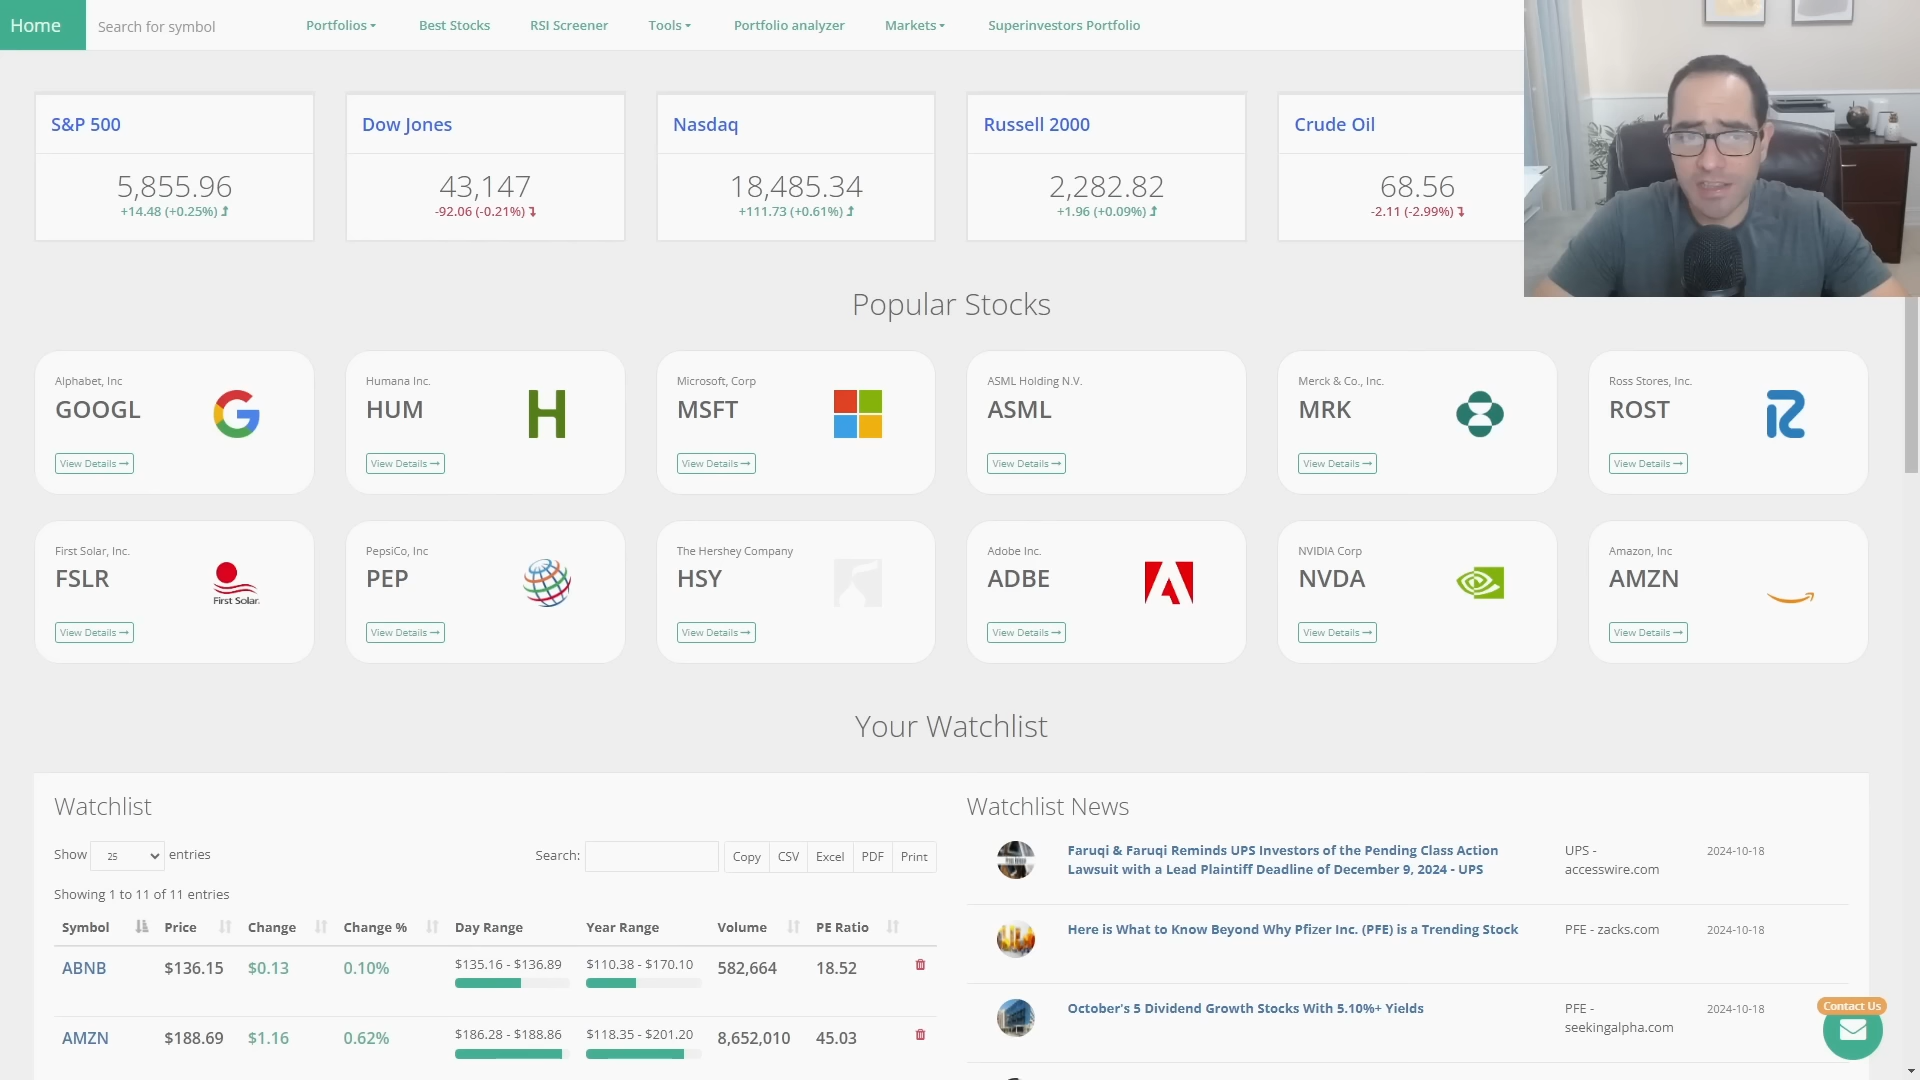 Home
Search for symbol
Portfolios
Best Stocks
RSI Screener
Tools
Portfolio analyzer
Markets
Superinvestors Portfolio
S&P 500
5,855.96
+14.48 (+0.25%)
Dow Jones
43,147
-92.06 (-0.21%)
Nasdaq
18,485.34
+111.73 (+0.61%)
Russell 2000
2,282.82
+1.96 (+0.09%)
Crude Oil
68.56
-2.11 (-2.99%)
Popular Stocks
Alphabet, Inc
GOOGL
View Details
Humana Inc.
HUM
View Details
Microsoft, Corp
MSFT
View Details
ASML Holding N.V.
ASML
View Details
Merck & Co., Inc.
MRK
View Details
Ross Stores, Inc.
ROST
View Details
First Solar, Inc.
FSLR
First Solar.
View Details
PepsiCo, Inc
PEP
View Details
The Hershey Company
HSY
View Details
Adobe Inc.
ADBE
View Details
NVIDIA Corp
NVDA
View Details
Amazon, Inc
AMZN
View Details
Your Watchlist
Watchlist
Show 25 entries
Search:
Copy CSV Excel PDF Print
Showing 1 to 11 of 11 entries
Symbol Price Change Change % Day Range Year Range Volume PE Ratio
ABNB $136.15 $0.13 0.10% $135.16 - $136.89 $110.38 - $170.10 582,664 18.52
AMZN $188.69 $1.16 0.62% $186.28 - $188.86 $118.35 - $201.20 8,652,010 45.03
Watchlist News
Faruqi & Faruqi Reminds UPS Investors of the Pending Class Action
Lawsuit with a Lead Plaintiff Deadline of December 9, 2024 - UPS
UPS -
accesswire.com
2024-10-18
Here is What to Know Beyond Why Pfizer Inc. (PFE) is a Trending Stock
PFE - zacks.com
2024-10-18
October's 5 Dividend Growth Stocks With 5.10%+ Yields
PFE -
seekingalpha.com
2024-10-18
Contact Us